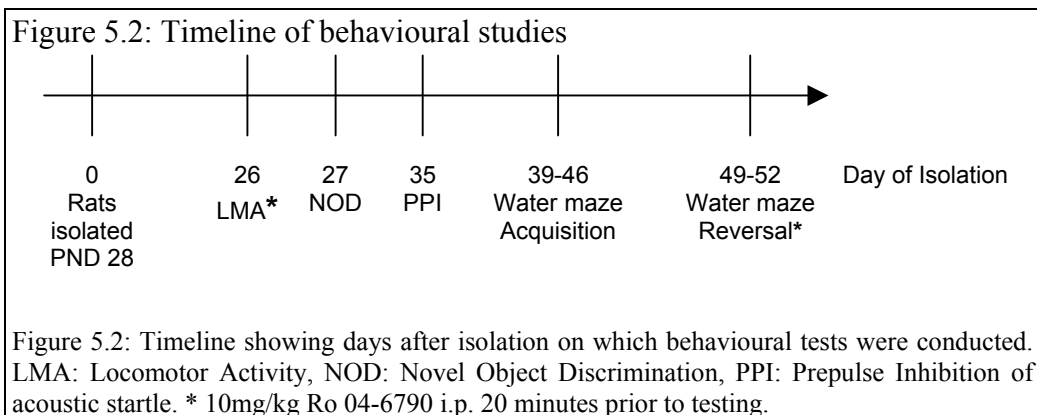 Figure 5.2: Timeline of behavioural studies
0 26 27 35 39-46 49-52 Day of Isolation
Rats LMA* NOD PPI Water maze Water maze
isolated Acquisition Reversal*
PND 28
Figure 5.2: Timeline showing days after isolation on which behavioural tests were conducted.
LMA: Locomotor Activity, NOD: Novel Object Discrimination, PPI: Prepulse Inhibition of
acoustic startle. * 10mg/kg Ro 04-6790 i.p. 20 minutes prior to testing.